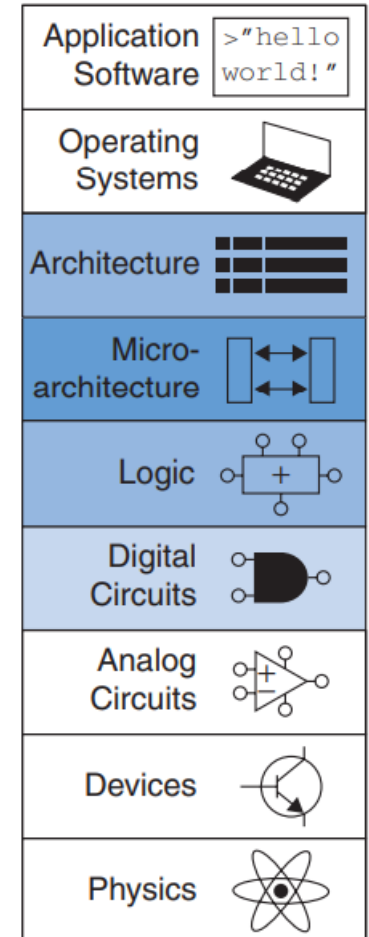 Application
Software
>"hello
world!"
Operating
Systems
Architecture
Micro-
architecture
Logic
+
Digital
Circuits
Analog
Circuits
+
−
Devices
Physics